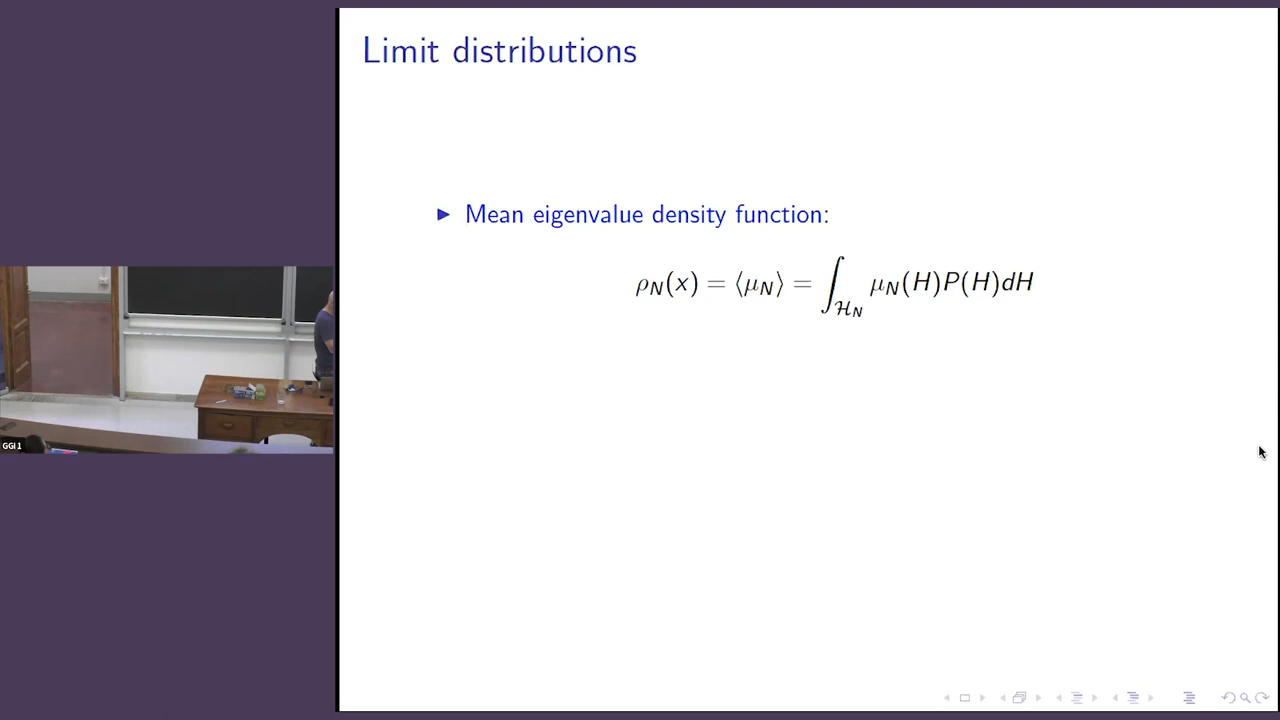 Limit distributions
▶ Mean eigenvalue density function:
ρ_N(x) = ⟨μ_N⟩ = ∫_{ℋ_N} μ_N(H)P(H)dH
GGI 1